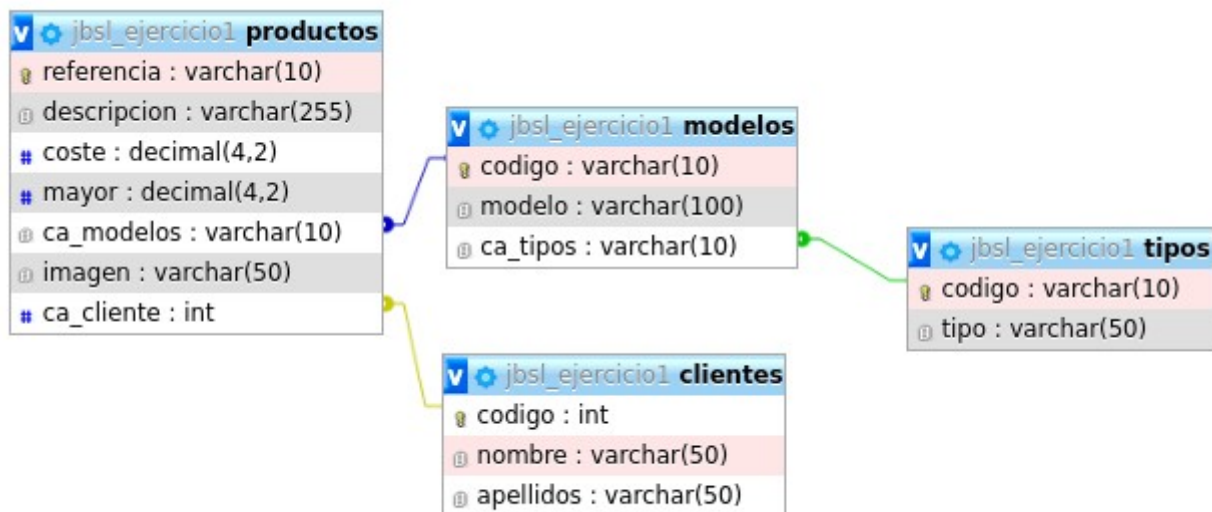 jbsl_ejercicio1 productos
referencia : varchar(10)
descripcion : varchar(255)
coste : decimal(4,2)
mayor : decimal(4,2)
ca_modelos : varchar(10)
imagen : varchar(50)
ca_cliente : int
jbsl_ejercicio1 modelos
codigo : varchar(10)
modelo : varchar(100)
ca_tipos : varchar(10)
jbsl_ejercicio1 tipos
codigo : varchar(10)
tipo : varchar(50)
jbsl_ejercicio1 clientes
codigo : int
nombre : varchar(50)
apellidos : varchar(50)